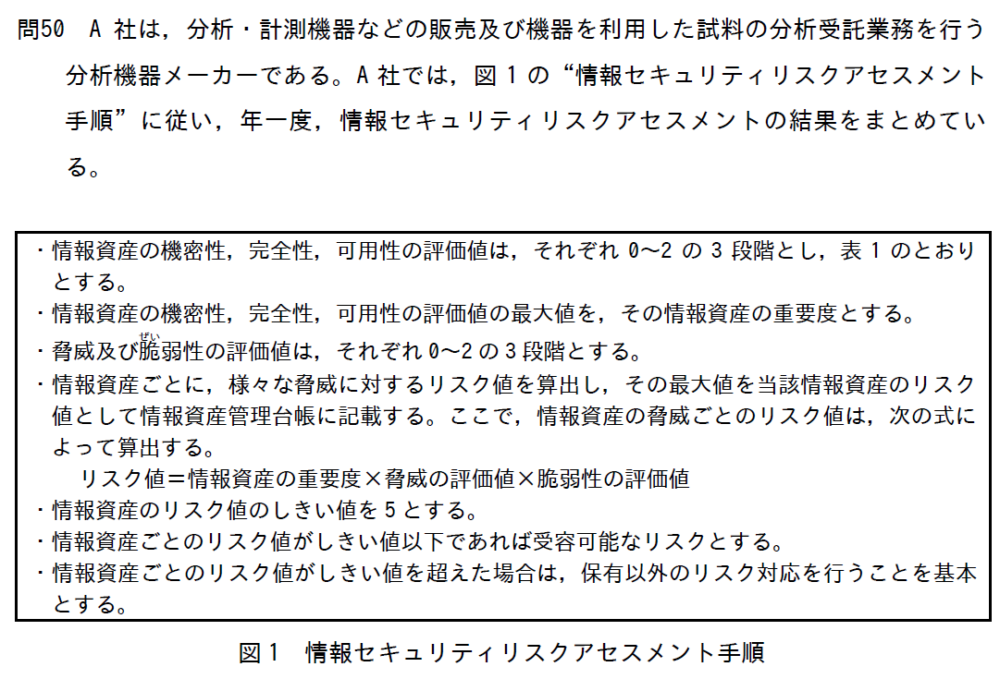 問50 A 社は，分析・計測機器などの販売及び機器を利用した試料の分析受託業務を行う
分析機器メーカーである。A 社では，図 1 の “情報セキュリティリスクアセスメント
手順” に従い，年一度，情報セキュリティリスクアセスメントの結果をまとめてい
る。
・情報資産の機密性，完全性，可用性の評価値は，それぞれ 0～2 の 3 段階とし，表 1 のとおり
とする。
・情報資産の機密性，完全性，可用性の評価値の最大値を，その情報資産の重要度とする。
ぜい
・脅威及び脆弱性の評価値は，それぞれ 0～2 の 3 段階とする。
・情報資産ごとに，様々な脅威に対するリスク値を算出し，その最大値を当該情報資産のリスク
値として情報資産管理台帳に記載する。ここで，情報資産の脅威ごとのリスク値は，次の式に
よって算出する。
リスク値＝情報資産の重要度×脅威の評価値×脆弱性の評価値
・情報資産のリスク値のしきい値を 5 とする。
・情報資産ごとのリスク値がしきい値以下であれば受容可能なリスクとする。
・情報資産ごとのリスク値がしきい値を超えた場合は，保有以外のリスク対応を行うことを基本
とする。
図 1 情報セキュリティリスクアセスメント手順